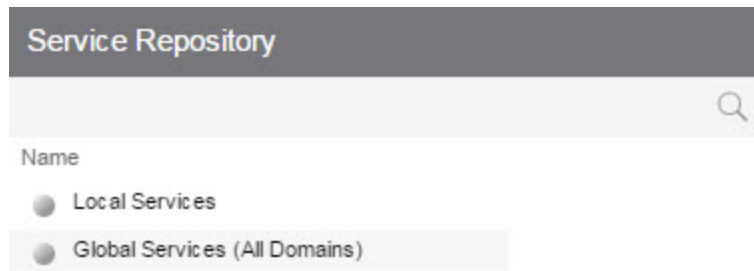 Service Repository
Name
Local Services
Global Services (All Domains)